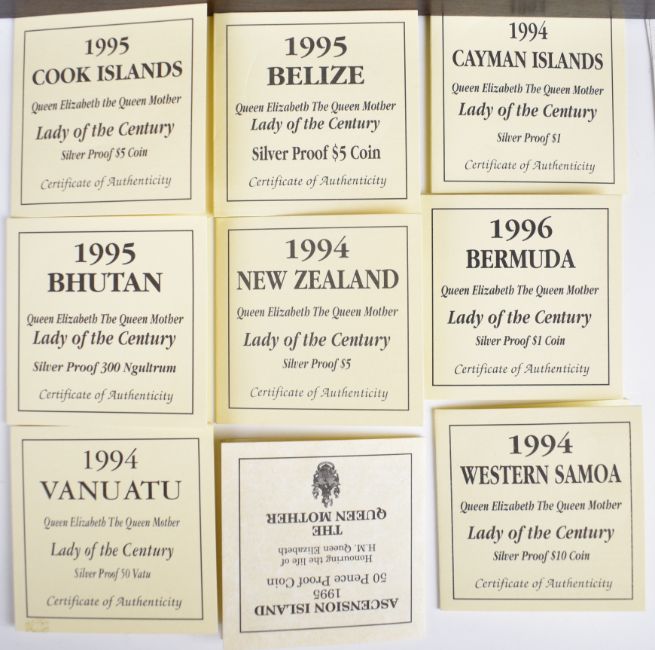 1995
COOK ISLANDS
Queen Elizabeth the Queen Mother
Lady of the Century
Silver Proof $5 Coin
Certificate of Authenticity
1995
BELIZE
Queen Elizabeth The Queen Mother
Lady of the Century
Silver Proof $5 Coin
Certificate of Authenticity
1994
CAYMAN ISLANDS
Queen Elizabeth The Queen Mother
Lady of the Century
Silver Proof $1
Certificate of Authenticity
1995
BHUTAN
Queen Elizabeth The Queen Mother
Lady of the Century
Silver Proof 300 Ngultrum
Certificate of Authenticity
1994
NEW ZEALAND
Queen Elizabeth The Queen Mother
Lady of the Century
Silver Proof $5
Certificate of Authenticity
1996
BERMUDA
Queen Elizabeth The Queen Mother
Lady of the Century
Silver Proof $1 Coin
Certificate of Authenticity
1994
VANUATU
Queen Elizabeth The Queen Mother
Lady of the Century
Silver Proof 50 Vatu
Certificate of Authenticity
ASCENSION ISLAND
1995
50 Pence Proof Coin
Honouring the life of
H.M. Queen Elizabeth
THE
QUEEN MOTHER
1994
WESTERN SAMOA
Queen Elizabeth The Queen Mother
Lady of the Century
Silver Proof $10 Coin
Certificate of Authenticity